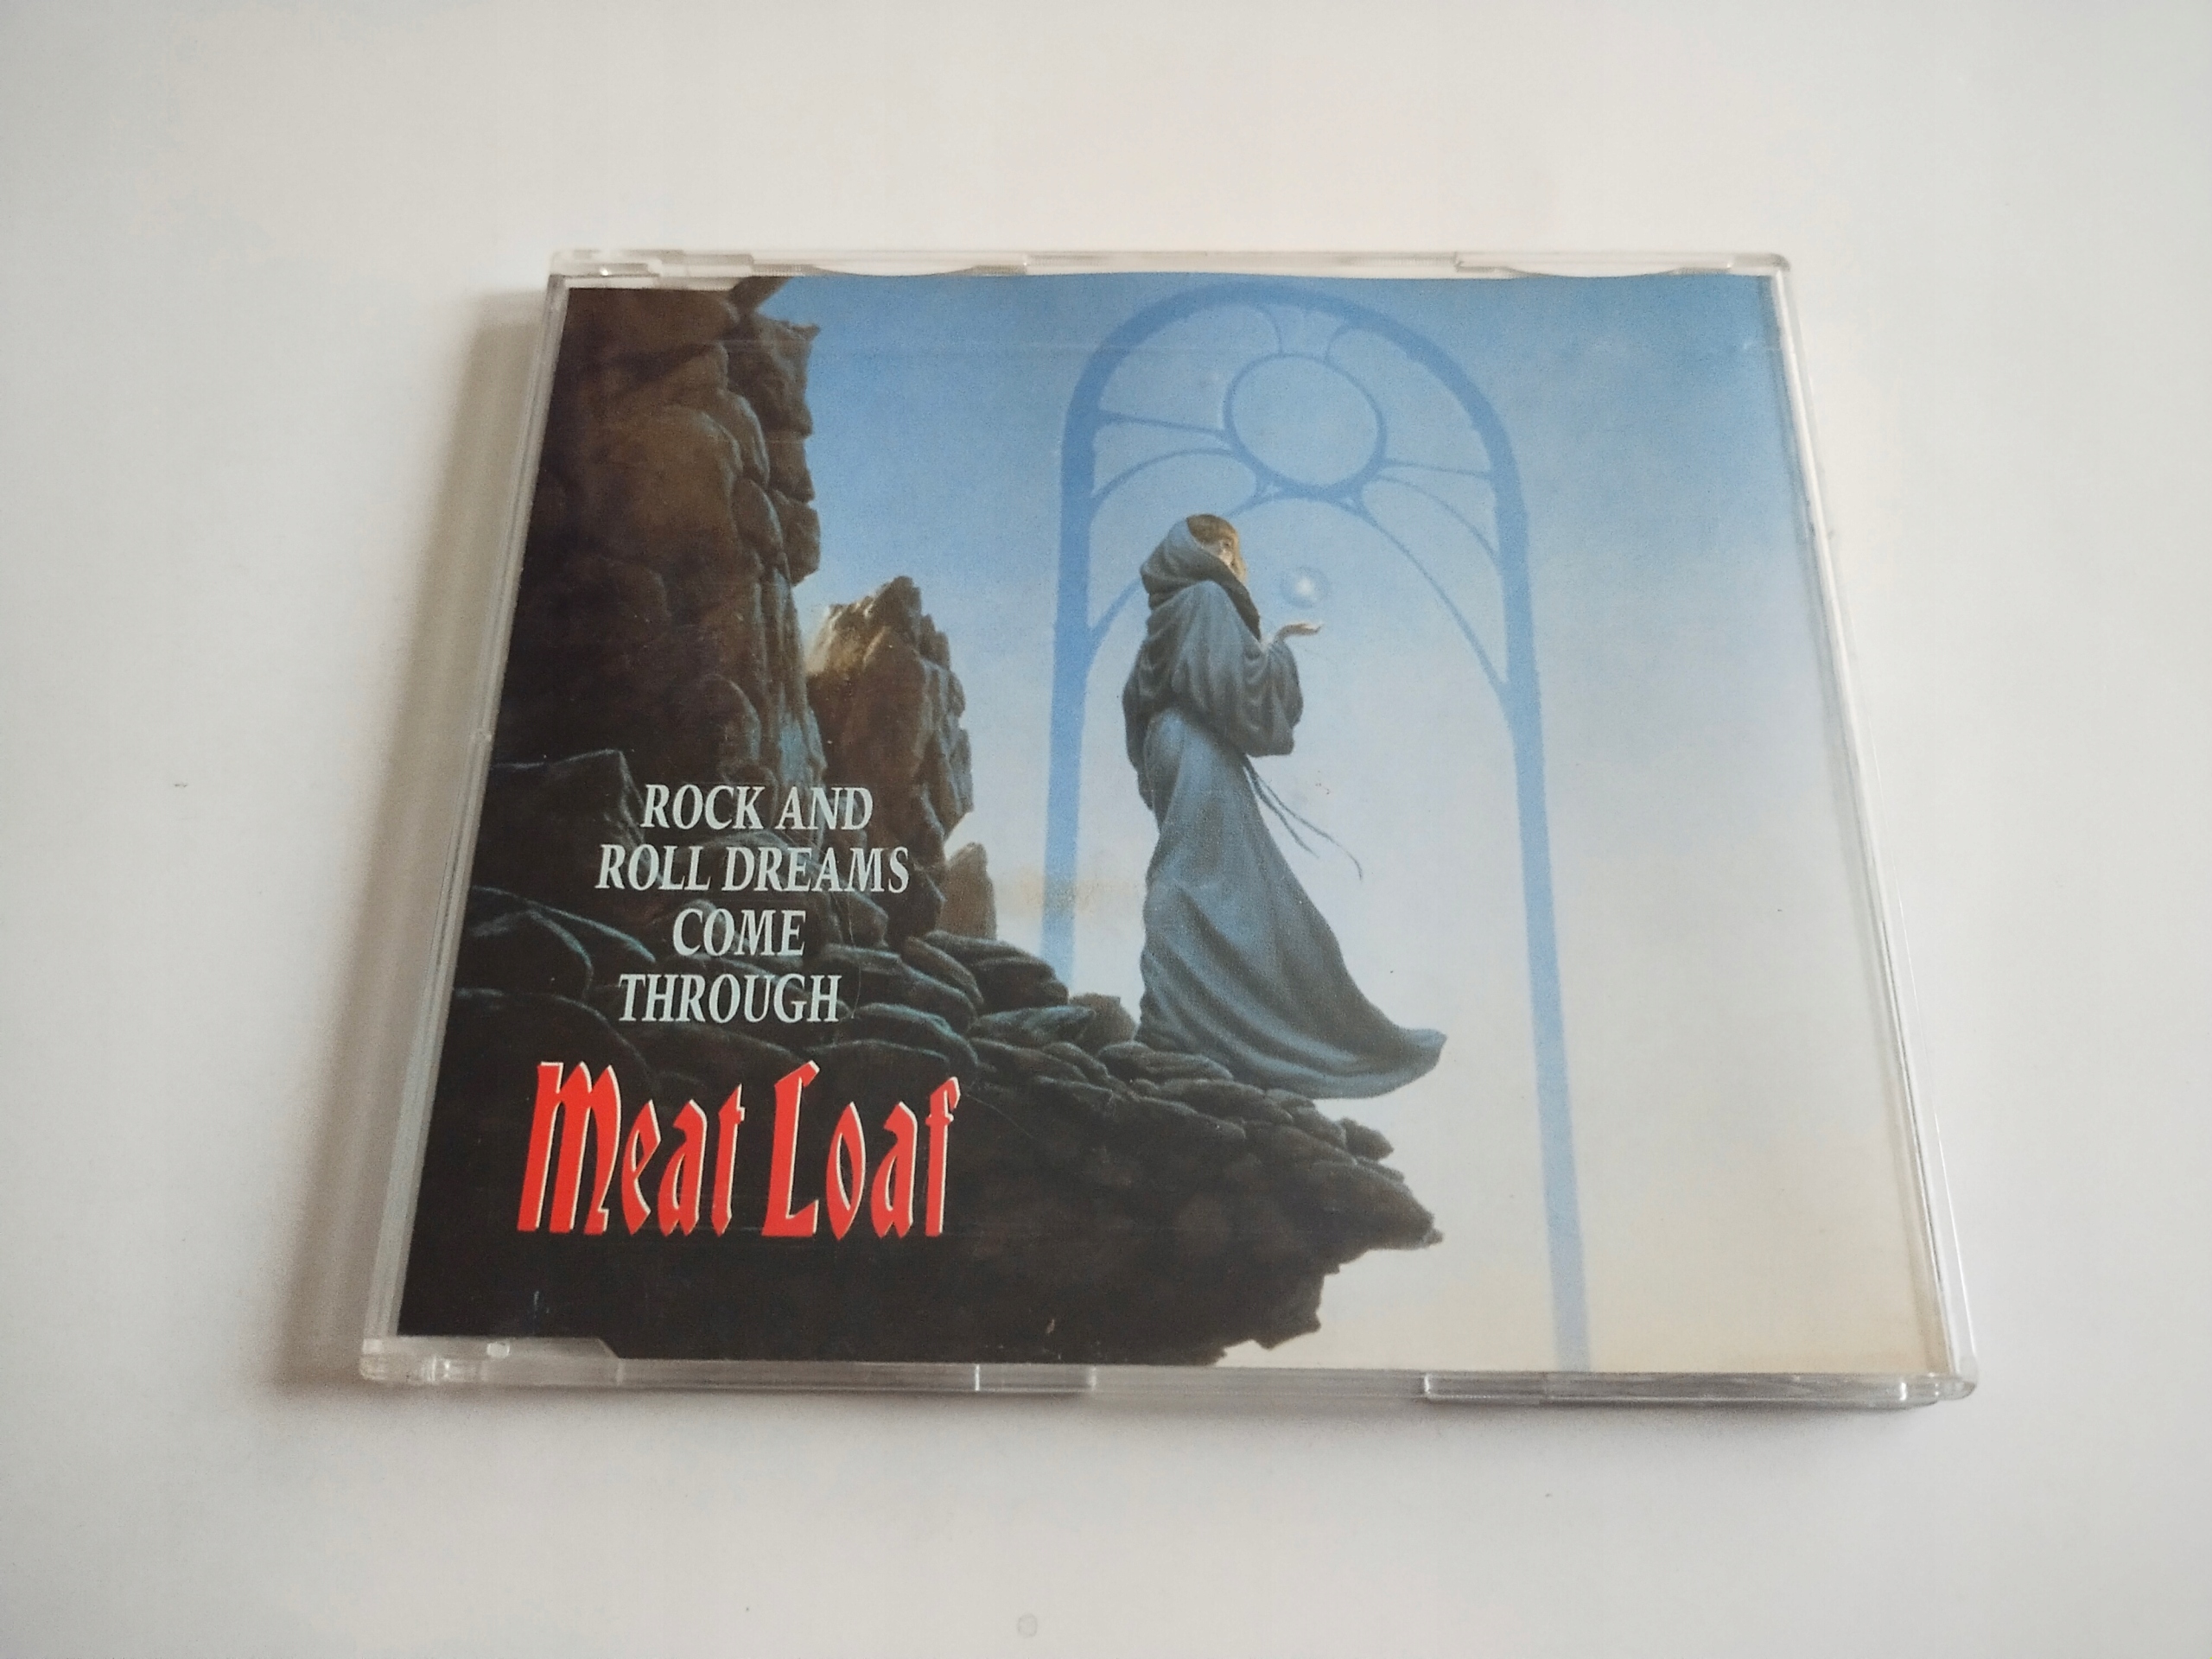 ROCK AND
ROLL DREAMS
COME
THROUGH
Meat Loaf